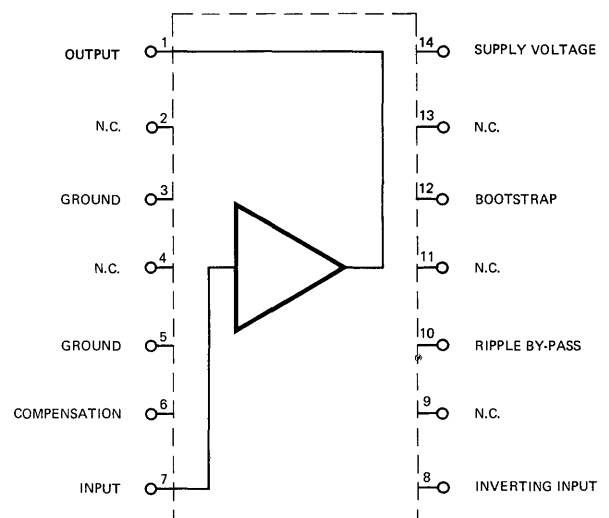 OUTPUT 1 14 SUPPLY VOLTAGE
N.C. 2 13 N.C.
GROUND 3 12 BOOTSTRAP
N.C. 4 11 N.C.
GROUND 5 10 RIPPLE BY-PASS
COMPENSATION 6 9 N.C.
INPUT 7 8 INVERTING INPUT